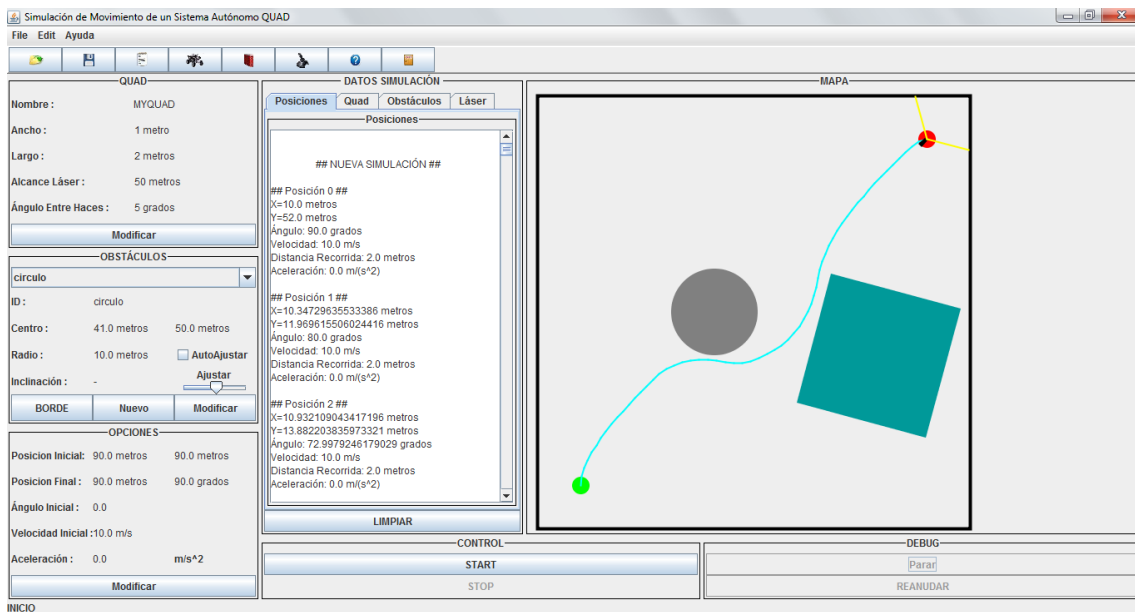 Simulación de Movimiento de un Sistema Autónomo QUAD
File Edit Ayuda
QUAD
Nombre : MYQUAD
Ancho : 1 metro
Largo : 2 metros
Alcance Láser : 50 metros
Ángulo Entre Haces : 5 grados
Modificar
OBSTÁCULOS
circulo
ID : circulo
Centro : 41.0 metros 50.0 metros
Radio : 10.0 metros AutoAjustar
Inclinación : - Ajustar
BORDE Nuevo Modificar
OPCIONES
Posicion Inicial: 90.0 metros 90.0 metros
Posicion Final : 90.0 metros 90.0 grados
Ángulo Inicial : 0.0
Velocidad Inicial :10.0 m/s
Aceleración : 0.0 m/s^2
Modificar
INICIO
DATOS SIMULACIÓN
Posiciones Quad Obstáculos Láser
Posiciones
## NUEVA SIMULACIÓN ##
## Posición 0 ##
X=10.0 metros
Y=52.0 metros
Ángulo: 90.0 grados
Velocidad: 10.0 m/s
Distancia Recorrida: 2.0 metros
Aceleración: 0.0 m/(s^2)
## Posición 1 ##
X=10.34729635533386 metros
Y=11.969615506024416 metros
Ángulo: 80.0 grados
Velocidad: 10.0 m/s
Distancia Recorrida: 2.0 metros
Aceleración: 0.0 m/(s^2)
## Posición 2 ##
X=10.932109043417196 metros
Y=13.882203835973321 metros
Ángulo: 72.9979246179029 grados
Velocidad: 10.0 m/s
Distancia Recorrida: 2.0 metros
Aceleración: 0.0 m/(s^2)
LIMPIAR
MAPA
CONTROL
START
STOP
DEBUG
Parar
REANUDAR